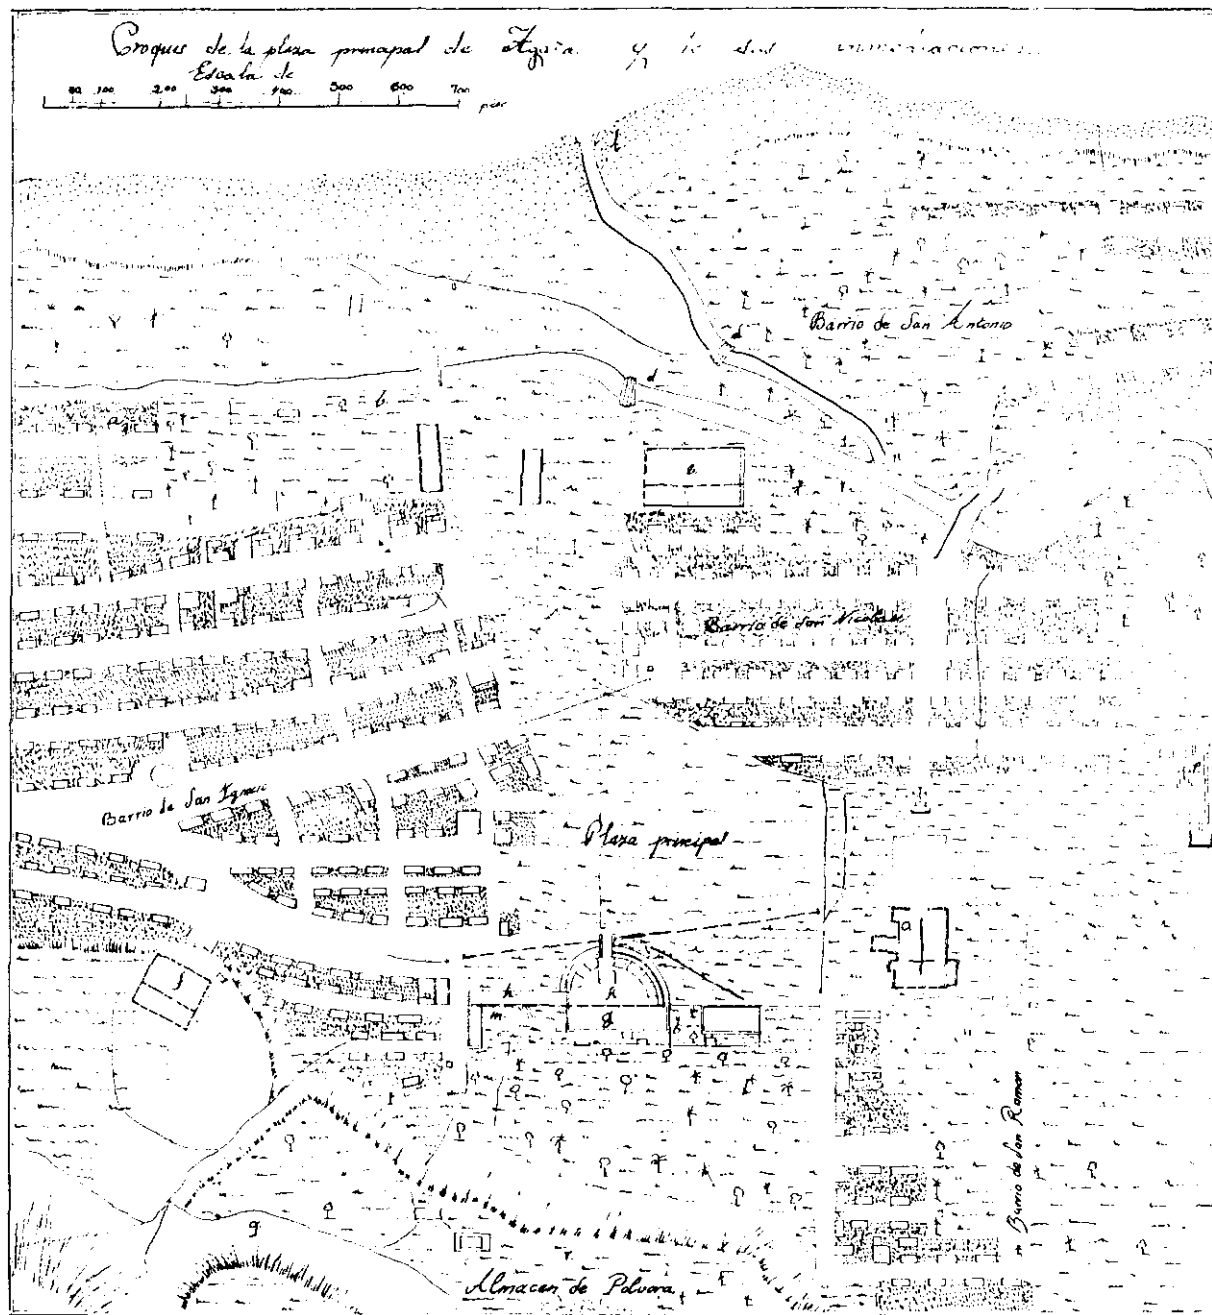 Croquis de la plaza principal de Agaña y de sus inmediaciones
Escala de
50 100 200 300 400 500 600 700 pies
l
d
Barrio de San Antonio
d
b
a
e
Barrio de San Nicolas
Barrio de San Ignacio
Plaza principal
a
f
h
k
m
g
q
Barrio de San Ramon
g
r
Almacen de Polvora